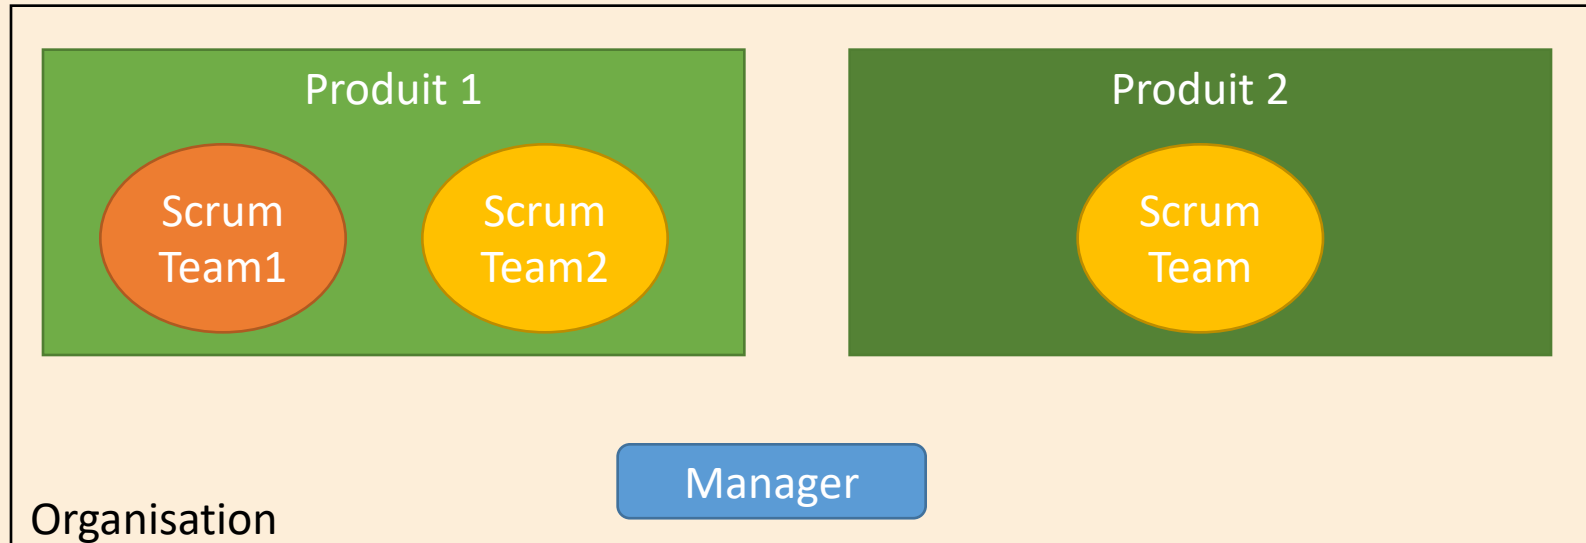 Produit 1
Produit 2
Scrum
Team1
Scrum
Team2
Scrum
Team
Manager
Organisation